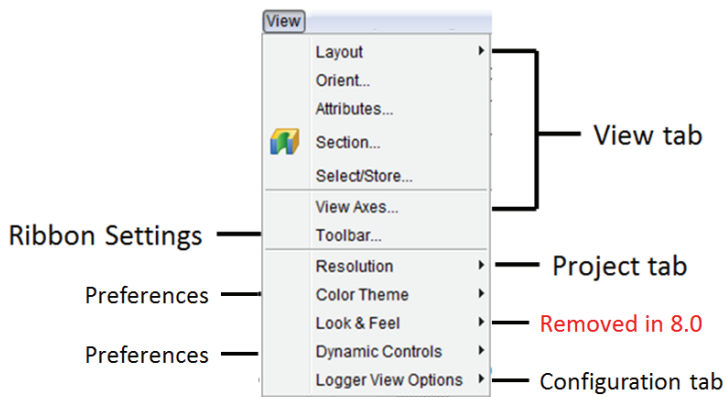 View
Layout
Orient...
Attributes...
Section...
Select/Store...
View Axes...
Toolbar...
Resolution
Color Theme
Look & Feel
Dynamic Controls
Logger View Options
View tab
Ribbon Settings
Project tab
Preferences
Removed in 8.0
Preferences
Configuration tab